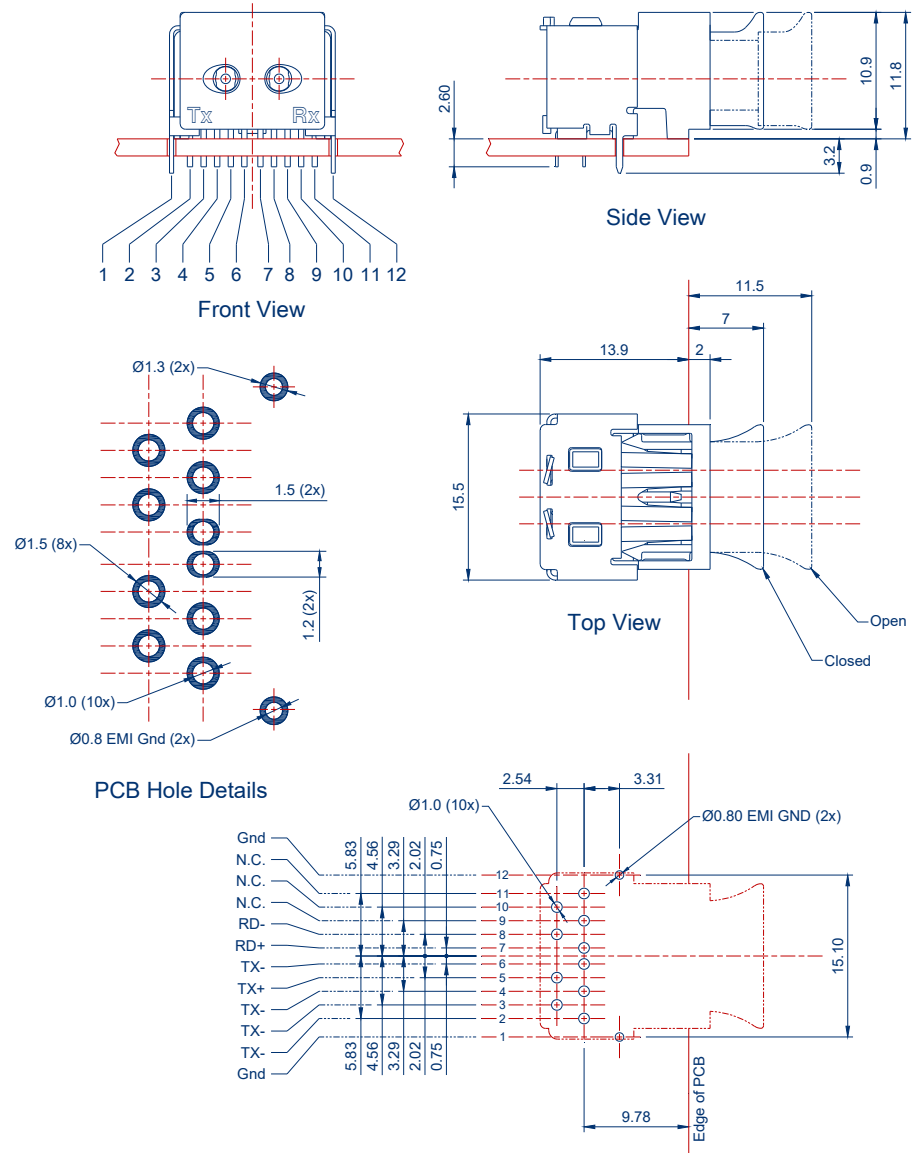 Tx Rx
1 2 3 4 5 6 7 8 9 10 11 12
Front View
2.60
10.9
11.8
3.2
0.9
Side View
Ø1.3 (2x)
1.5 (2x)
Ø1.5 (8x)
1.2 (2x)
Ø1.0 (10x)
Ø0.8 EMI Gnd (2x)
PCB Hole Details
11.5
7
13.9
2
15.5
Top View
Open
Closed
2.54
3.31
Ø1.0 (10x)
Ø0.80 EMI GND (2x)
Gnd
N.C.
N.C.
N.C.
RD-
RD+
TX-
TX+
TX-
TX-
TX-
Gnd
5.83
4.56
3.29
2.02
0.75
12
11
10
9
8
7
6
5
4
3
2
1
5.83
4.56
3.29
2.02
0.75
15.10
9.78
Edge of PCB